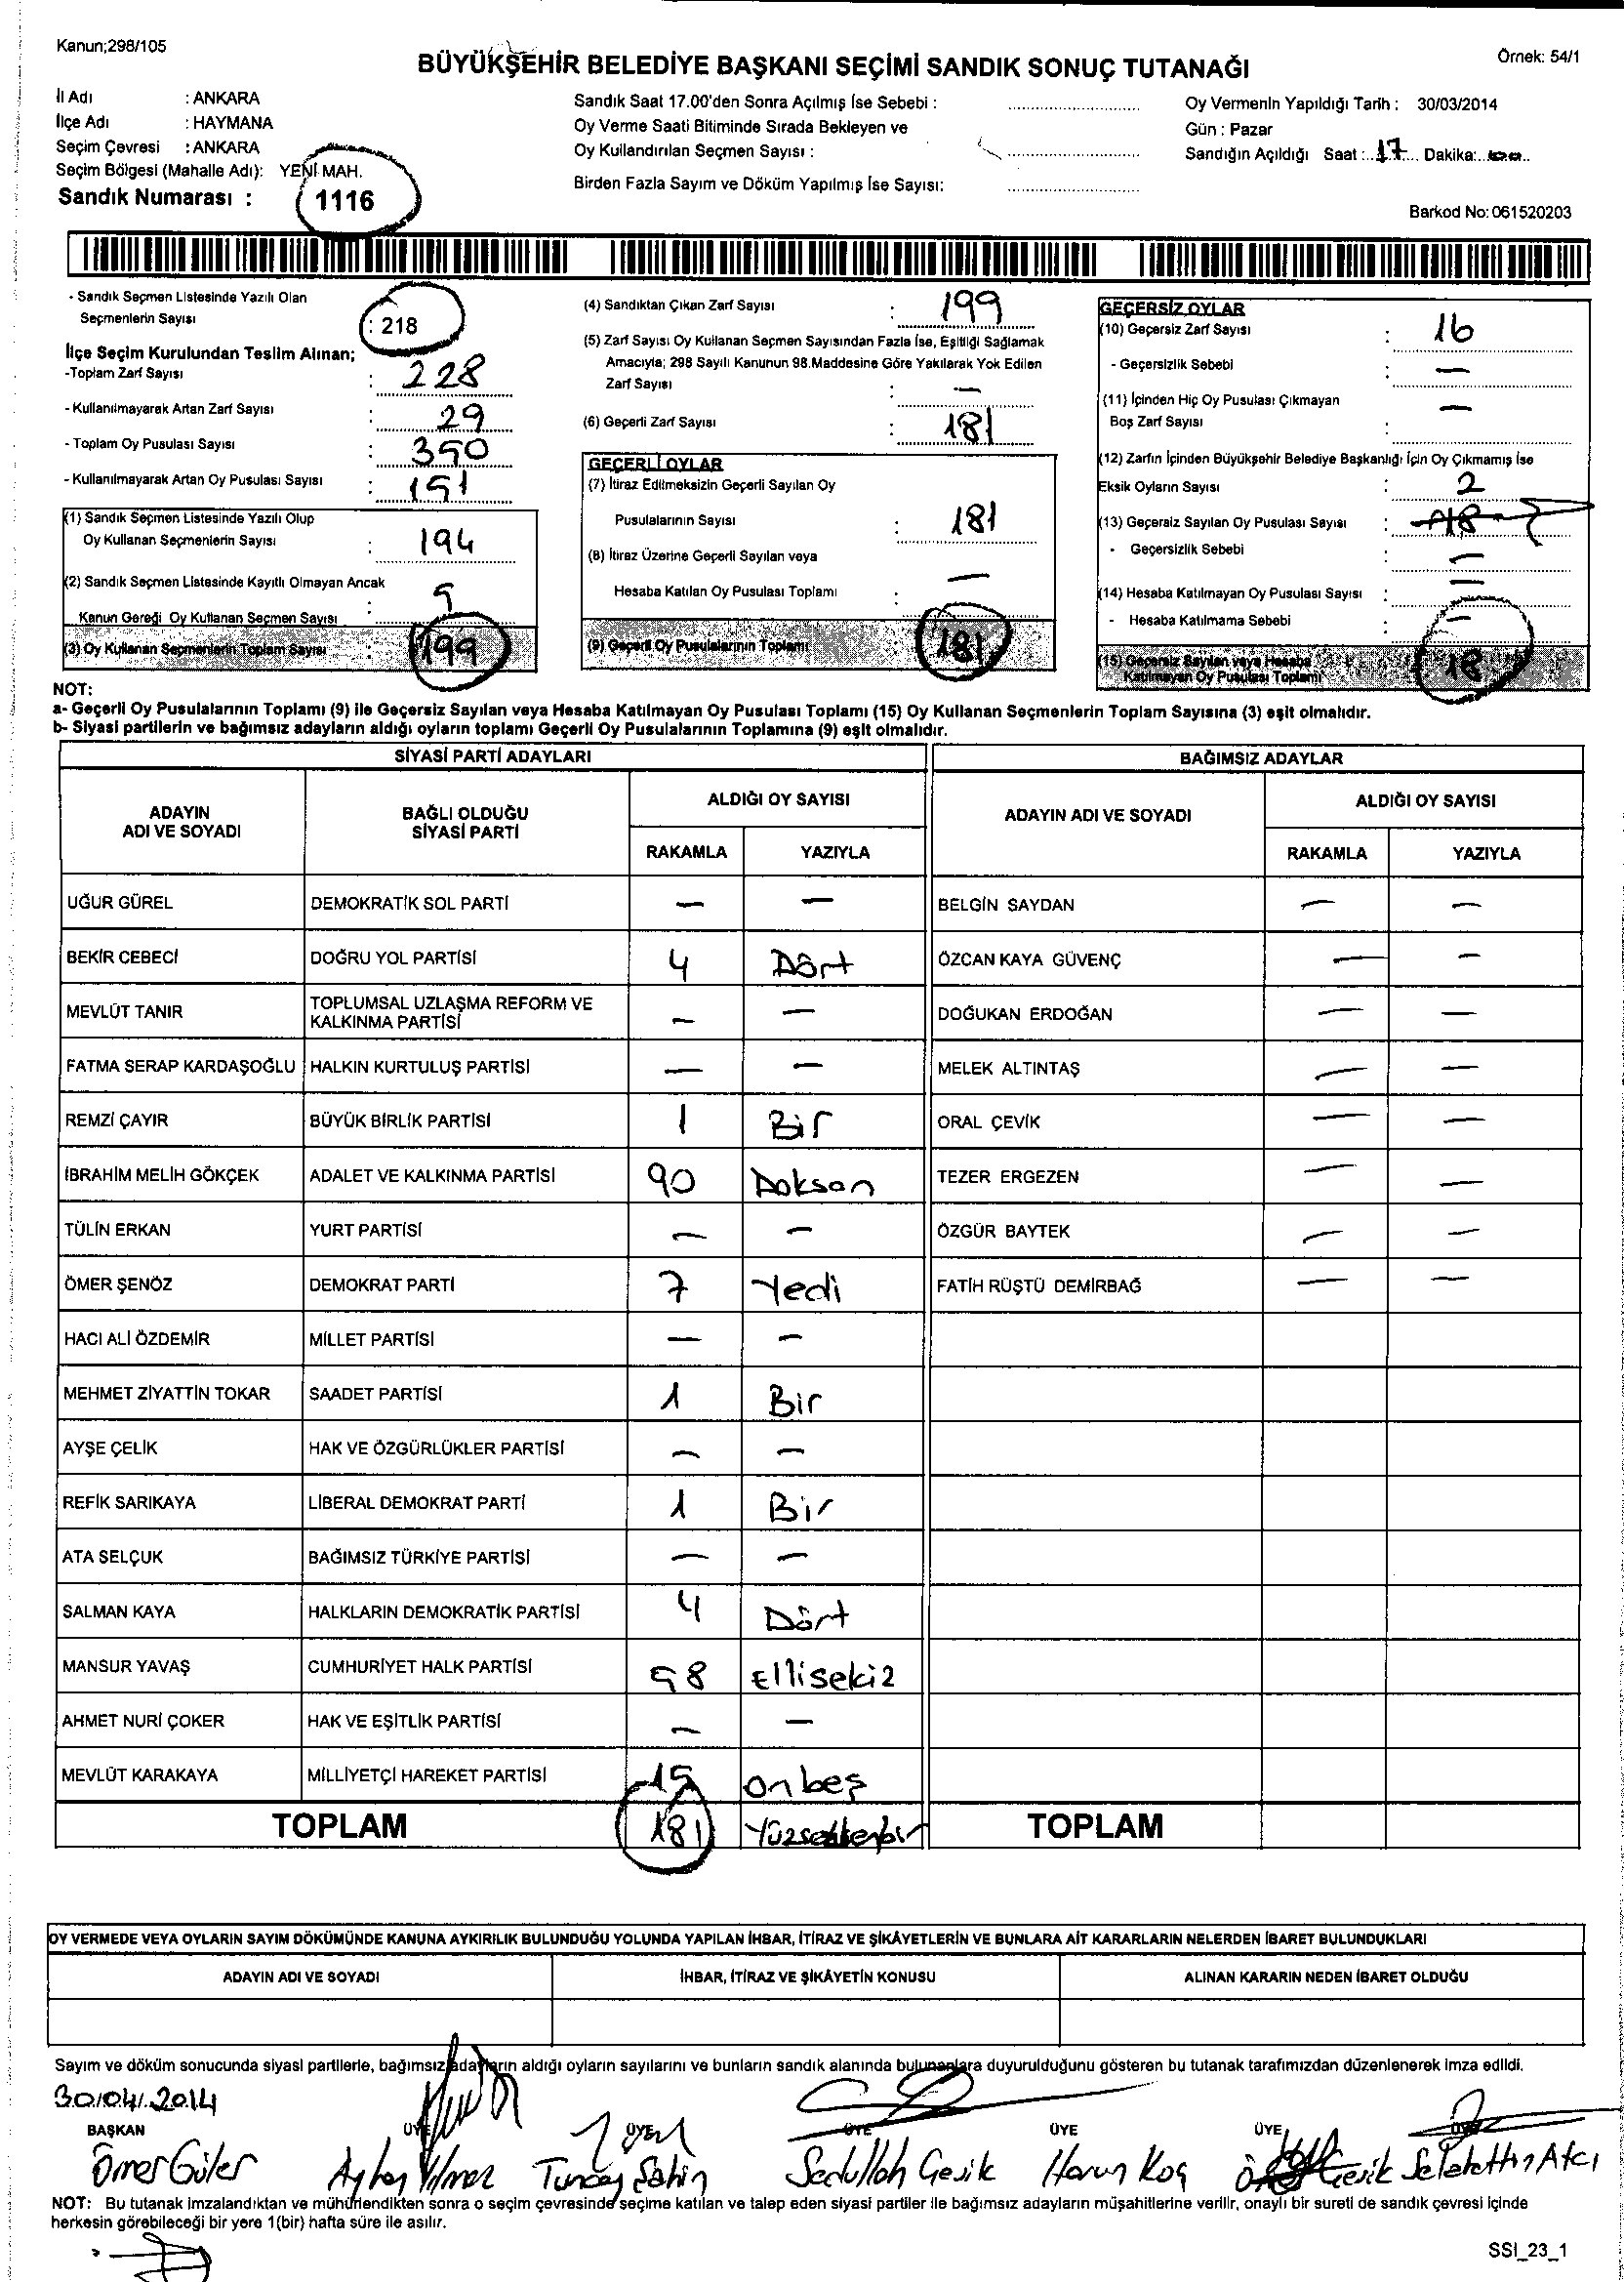 Kanun;298/105
Örnek: 54/1
BÜYÜKŞEHİR BELEDİYE BAŞKANI SEÇİMİ SANDIK SONUÇ TUTANAĞI
İl Adı : ANKARA
İlçe Adı : HAYMANA
Seçim Çevresi : ANKARA
Seçim Bölgesi (Mahalle Adı): YENİ MAH.
Sandık Numarası : 1116
Sandık Saat 17.00'den Sonra Açılmış İse Sebebi :
Oy Verme Saati Bitiminde Sırada Bekleyen ve
Oy Kullandırılan Seçmen Sayısı :
Birden Fazla Sayım ve Döküm Yapılmış İse Sayısı:
Oy Vermenin Yapıldığı Tarih : 30/03/2014
Gün : Pazar
Sandığın Açıldığı Saat : 17 Dakika:
Barkod No: 061520203
- Sandık Seçmen Listesinde Yazılı Olan
Seçmenlerin Sayısı : 218
İlçe Seçim Kurulundan Teslim Alınan;
-Toplam Zarf Sayısı : 228
- Kullanılmayarak Artan Zarf Sayısı : 29
- Toplam Oy Pusulası Sayısı : 350
- Kullanılmayarak Artan Oy Pusulası Sayısı : 151
(1) Sandık Seçmen Listesinde Yazılı Olup
Oy Kullanan Seçmenlerin Sayısı : 194
(2) Sandık Seçmen Listesinde Kayıtlı Olmayan Ancak
Kanun Gereği Oy Kullanan Seçmen Sayısı : 5
(3) Oy Kullanan Seçmenlerin Toplam Sayısı : 199
(4) Sandıktan Çıkan Zarf Sayısı : 199
(5) Zarf Sayısı Oy Kullanan Seçmen Sayısından Fazla İse, Eşitliği Sağlamak
Amacıyla; 298 Sayılı Kanunun 98.Maddesine Göre Yakılarak Yok Edilen
Zarf Sayısı : —
(6) Geçerli Zarf Sayısı : 181
GEÇERLİ OYLAR
(7) İtiraz Edilmeksizin Geçerli Sayılan Oy
Pusulalarının Sayısı : 181
(8) İtiraz Üzerine Geçerli Sayılan veya
Hesaba Katılan Oy Pusulası Toplamı : —
(9) Geçerli Oy Pusulalarının Toplamı 181
GEÇERSİZ OYLAR
(10) Geçersiz Zarf Sayısı : 16
- Geçersizlik Sebebi : —
(11) İçinden Hiç Oy Pusulası Çıkmayan —
Boş Zarf Sayısı :
(12) Zarfın İçinden Büyükşehir Belediye Başkanlığı İçin Oy Çıkmamış İse
Eksik Oyların Sayısı : 2
(13) Geçersiz Sayılan Oy Pusulası Sayısı : 18
- Geçersizlik Sebebi : —
(14) Hesaba Katılmayan Oy Pusulası Sayısı : —
- Hesaba Katılmama Sebebi : —
(15) Geçersiz Sayılan veya Hesaba
Katılmayan Oy Pusulası Toplamı 18
NOT:
a- Geçerli Oy Pusulalarının Toplamı (9) ile Geçersiz Sayılan veya Hesaba Katılmayan Oy Pusulası Toplamı (15) Oy Kullanan Seçmenlerin Toplam Sayısına (3) eşit olmalıdır.
b- Siyasi partilerin ve bağımsız adayların aldığı oyların toplamı Geçerli Oy Pusulalarının Toplamına (9) eşit olmalıdır.
SİYASİ PARTİ ADAYLARI BAĞIMSIZ ADAYLAR
ADAYIN ADI VE SOYADI BAĞLI OLDUĞU SİYASİ PARTİ ALDIĞI OY SAYISI ADAYIN ADI VE SOYADI ALDIĞI OY SAYISI
RAKAMLA YAZIYLA RAKAMLA YAZIYLA
UĞUR GÜREL DEMOKRATİK SOL PARTİ — — BELGİN SAYDAN — —
BEKİR CEBECİ DOĞRU YOL PARTİSİ 4 Dört ÖZCAN KAYA GÜVENÇ — —
MEVLÜT TANIR TOPLUMSAL UZLAŞMA REFORM VE KALKINMA PARTİSİ — — DOĞUKAN ERDOĞAN — —
FATMA SERAP KARDAŞOĞLU HALKIN KURTULUŞ PARTİSİ — — MELEK ALTINTAŞ — —
REMZİ ÇAYIR BÜYÜK BİRLİK PARTİSİ 1 Bir ORAL ÇEVİK — —
İBRAHİM MELİH GÖKÇEK ADALET VE KALKINMA PARTİSİ 90 Doksan TEZER ERGEZEN — —
TÜLİN ERKAN YURT PARTİSİ — — ÖZGÜR BAYTEK — —
ÖMER ŞENÖZ DEMOKRAT PARTİ 7 Yedi FATİH RÜŞTÜ DEMİRBAĞ — —
HACI ALİ ÖZDEMİR MİLLET PARTİSİ — —
MEHMET ZİYATTİN TOKAR SAADET PARTİSİ 1 Bir
AYŞE ÇELİK HAK VE ÖZGÜRLÜKLER PARTİSİ — —
REFİK SARIKAYA LİBERAL DEMOKRAT PARTİ 1 Bir
ATA SELÇUK BAĞIMSIZ TÜRKİYE PARTİSİ — —
SALMAN KAYA HALKLARIN DEMOKRATİK PARTİSİ 4 Dört
MANSUR YAVAŞ CUMHURİYET HALK PARTİSİ 58 Elliseki2
AHMET NURİ ÇOKER HAK VE EŞİTLİK PARTİSİ — —
MEVLÜT KARAKAYA MİLLİYETÇİ HAREKET PARTİSİ 15 onbeş
TOPLAM 181 Yüzseksenbir TOPLAM
OY VERMEDE VEYA OYLARIN SAYIM DÖKÜMÜNDE KANUNA AYKIRILIK BULUNDUĞU YOLUNDA YAPILAN İHBAR, İTİRAZ VE ŞİKÂYETLERİN VE BUNLARA AİT KARARLARIN NELERDEN İBARET BULUNDUKLARI
ADAYIN ADI VE SOYADI İHBAR, İTİRAZ VE ŞİKÂYETİN KONUSU ALINAN KARARIN NEDEN İBARET OLDUĞU
Sayım ve döküm sonucunda siyasi partilerle, bağımsız adayların aldığı oyların sayılarını ve bunların sandık alanında bulunanlara duyurulduğunu gösteren bu tutanak tarafımızdan düzenlenerek imza edildi.
30/04/2014
BAŞKAN ÜYE ÜYE ÜYE ÜYE ÜYE ÜYE
Ömer Güler Ayhan Yılmaz Tuncay Şahin Sedullah Gevik Harun Koç Gevik Selahattin Atcı
NOT: Bu tutanak imzalandıktan ve mühürlendikten sonra o seçim çevresinde seçime katılan ve talep eden siyasi partiler ile bağımsız adayların müşahitlerine verilir, onaylı bir sureti de sandık çevresi içinde
herkesin görebileceği bir yere 1(bir) hafta süre ile asılır.
SSI_23_1